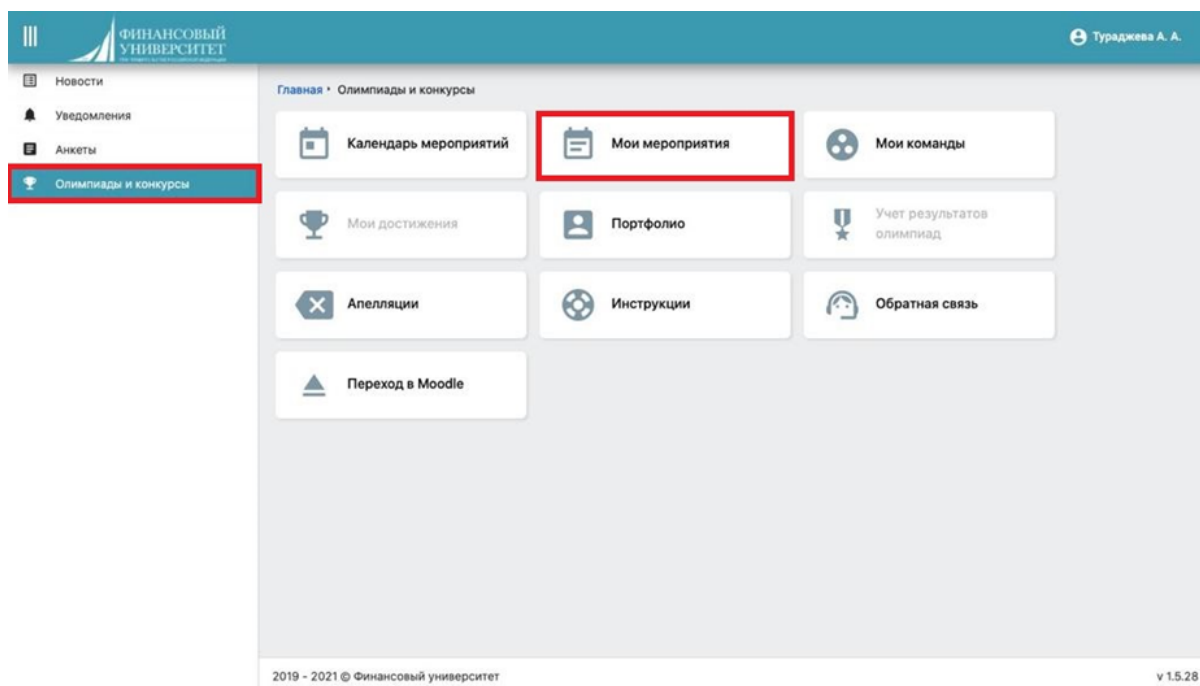 ФИНАНСОВЫЙ
УНИВЕРСИТЕТ
Тураджева А. А.
Новости
Уведомления
Анкеты
Олимпиады и конкурсы
Главная • Олимпиады и конкурсы
Календарь мероприятий
Мои мероприятия
Мои команды
Мои достижения
Портфолио
Учет результатов
олимпиад
Апелляции
Инструкции
Обратная связь
Переход в Moodle
2019 - 2021 © Финансовый университет
v 1.5.28